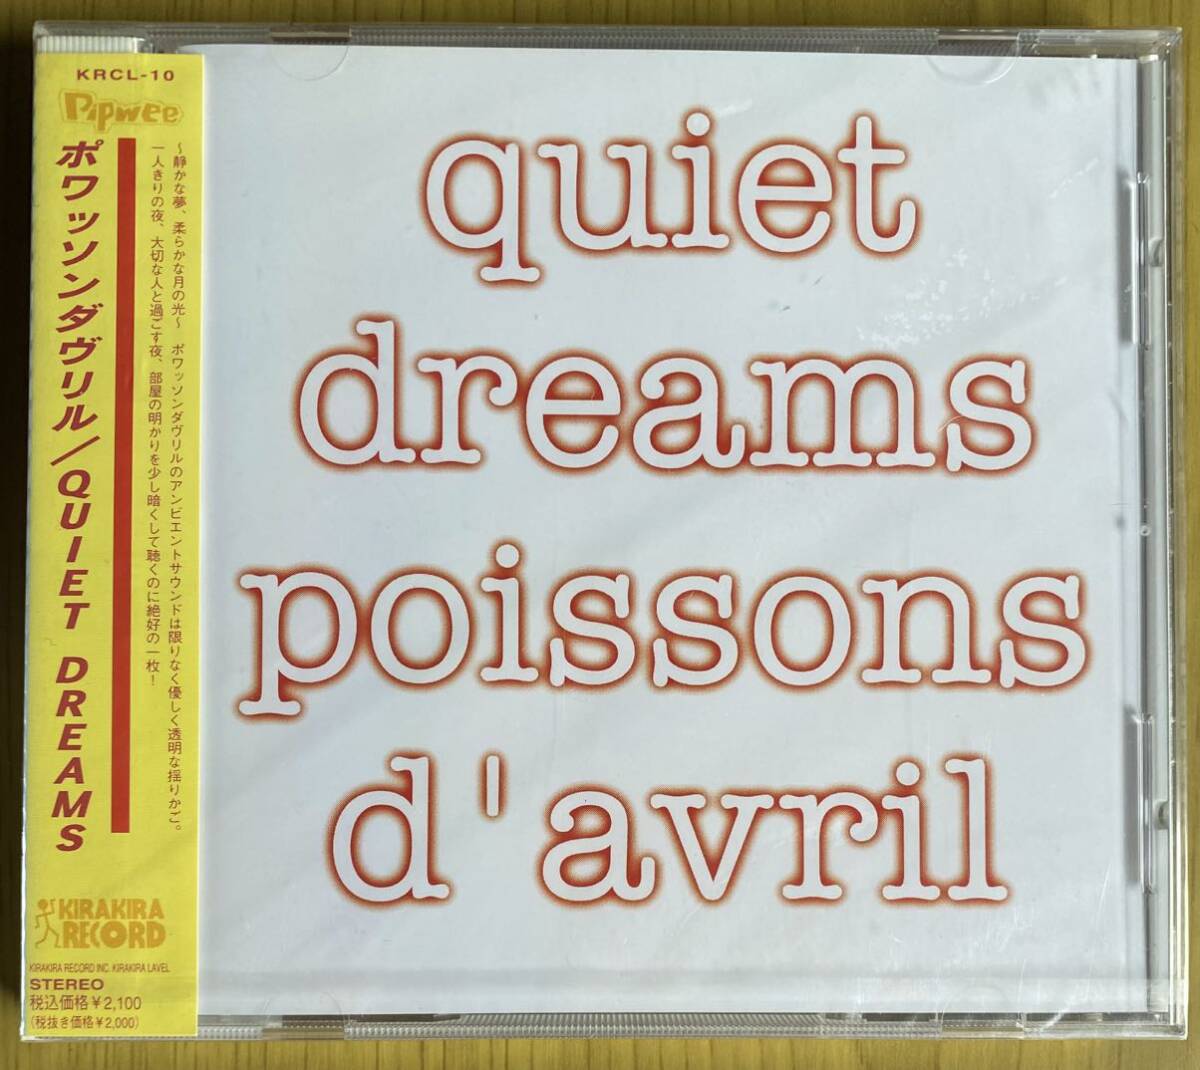 KRCL-10
Pipwee
ポワッソンダヴリル/QUIET DREAMS
~静かな夢、柔らかな月の光~ ポワッソンダヴリルのアンビエントサウンドは限りなく優しく透明な揺りかご。
一人きりの夜、大切な人と過ごす夜、部屋の明かりを少し暗くして聴くのに絶好の一枚!
KIRAKIRA
RECORD
KIRAKIRA RECORD INC. KIRAKIRA LAVEL
STEREO
税込価格¥2,100
(税抜き価格¥2,000)
quiet
dreams
poissons
d'avril